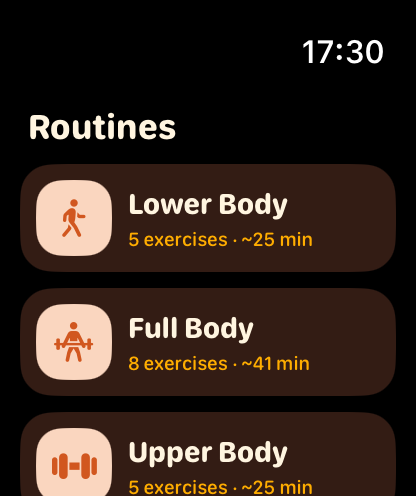 17:30
Routines
Lower Body
5 exercises · ~25 min
Full Body
8 exercises · ~41 min
Upper Body
5 exercises · ~25 min